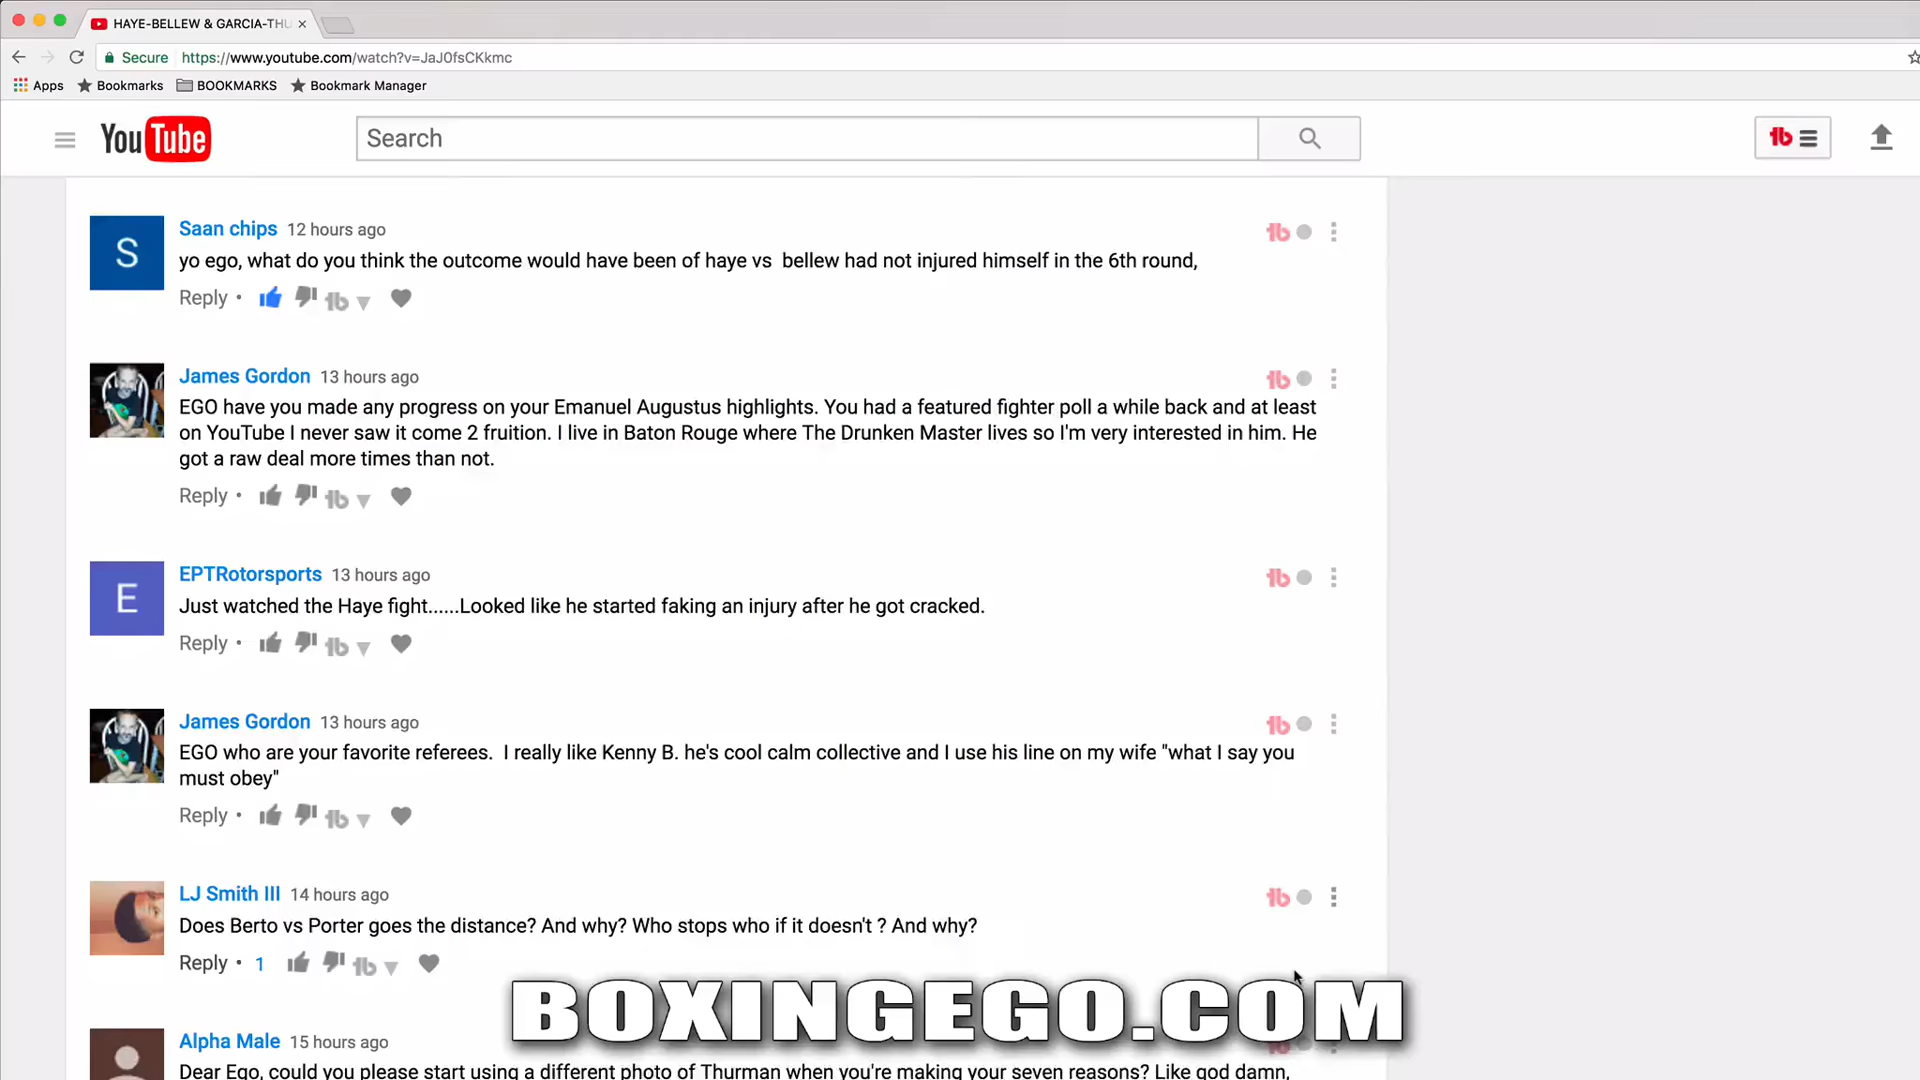 HAYE-BELLEW & GARCIA-THU
Secure https://www.youtube.com/watch?v=JaJ0fsCKkmc
Apps Bookmarks BOOKMARKS Bookmark Manager
YouTube Search tb
S
Saan chips 12 hours ago tb
yo ego, what do you think the outcome would have been of haye vs bellew had not injured himself in the 6th round,
Reply • tb
James Gordon 13 hours ago tb
EGO have you made any progress on your Emanuel Augustus highlights. You had a featured fighter poll a while back and at least
on YouTube I never saw it come 2 fruition. I live in Baton Rouge where The Drunken Master lives so I'm very interested in him. He
got a raw deal more times than not.
Reply • tb
E
EPTRotorsports 13 hours ago tb
Just watched the Haye fight......Looked like he started faking an injury after he got cracked.
Reply • tb
James Gordon 13 hours ago tb
EGO who are your favorite referees. I really like Kenny B. he's cool calm collective and I use his line on my wife "what I say you
must obey"
Reply • tb
LJ Smith III 14 hours ago tb
Does Berto vs Porter goes the distance? And why? Who stops who if it doesn't ? And why?
Reply • 1 tb
BOXINGEGO.COM
Alpha Male 15 hours ago
Dear Ego, could you please start using a different photo of Thurman when you're making your seven reasons? Like god damn,